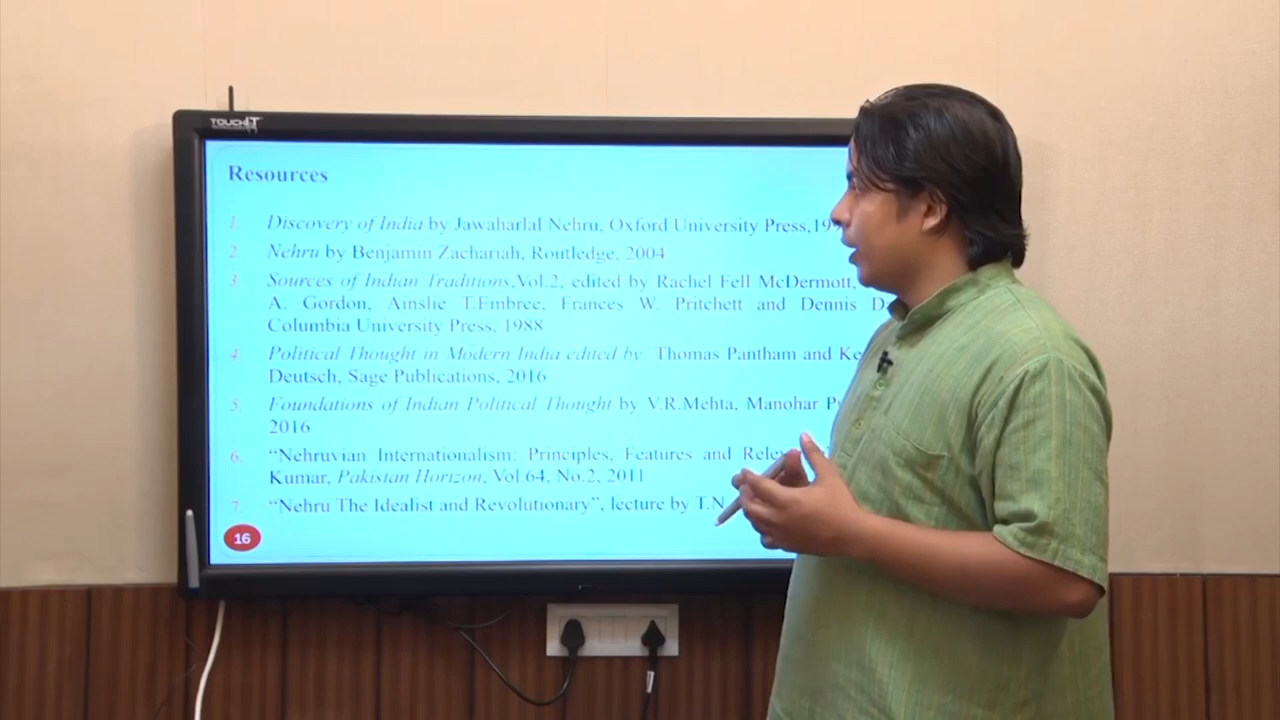 TOUCHIT
Resources
1. Discovery of India by Jawaharlal Nehru, Oxford University Press,19
2. Nehru by Benjamin Zachariah, Routledge, 2004
3. Sources of Indian Traditions,Vol.2, edited by Rachel Fell McDermott,
A. Gordon, Ainslie T.Embree, Frances W. Pritchett and Dennis
Columbia University Press, 1988
4. Political Thought in Modern India edited by Thomas Pantham and
Deutsch, Sage Publications, 2016
5. Foundations of Indian Political Thought by V.R.Mehta, Manohar
2016
6. “Nehruvian Internationalism: Principles, Features and
Kumar, Pakistan Horizon, Vol.64, No.2, 2011
7. “Nehru The Idealist and Revolutionary”, lecture by T.N
16